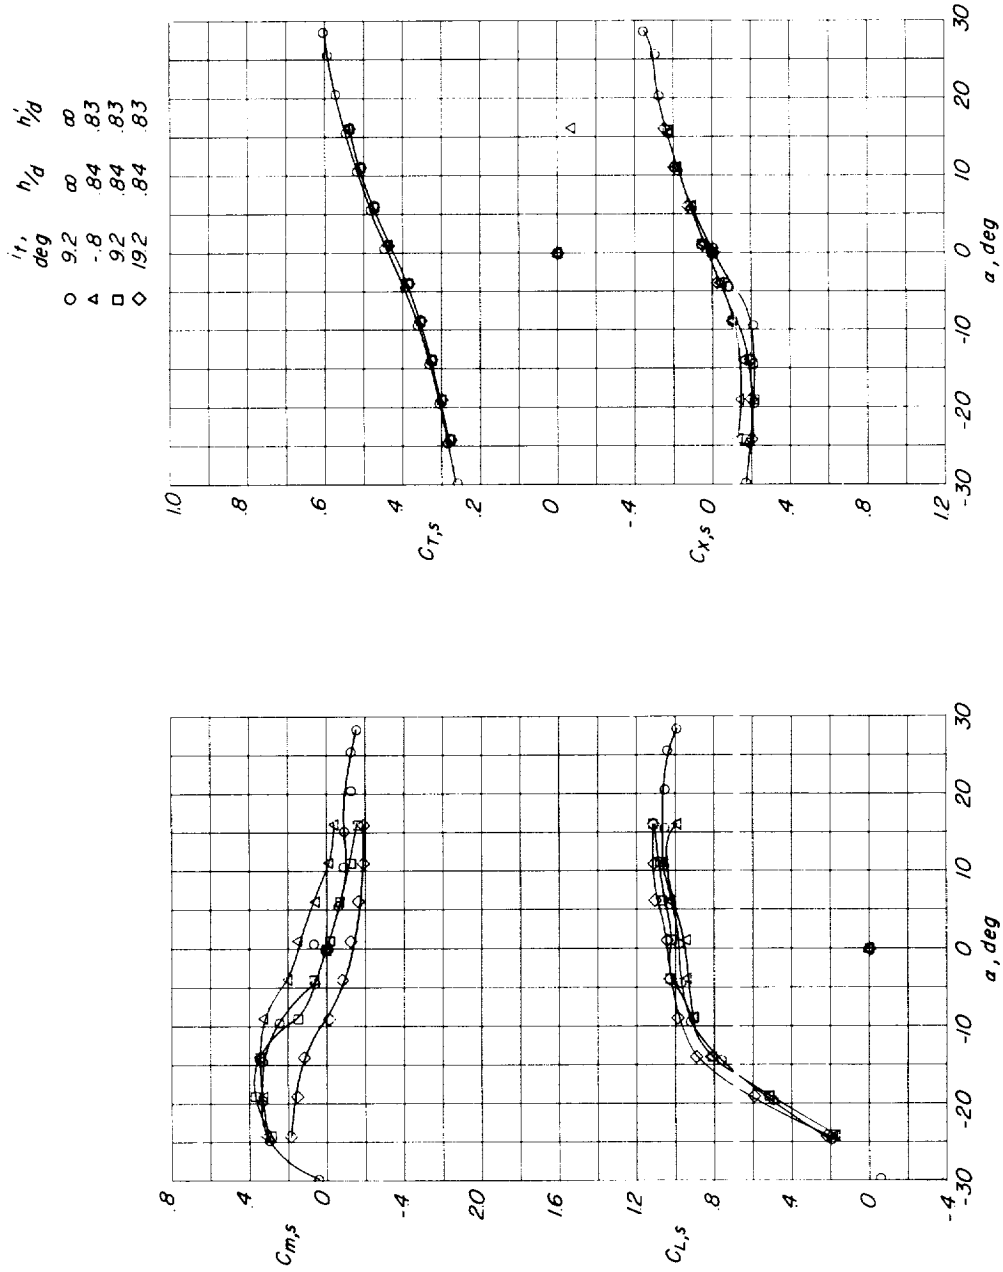 i_t, deg h/d h'/d
○ 9.2 ∞ ∞
△ -.8 .84 .83
□ 9.2 .84 .83
◇ 19.2 .84 .83
.8
.4
0
-.4
C_m,s
2.0
1.6
1.2
.8
.4
0
-.4
C_L,s
-30 -20 -10 0 10 20 30
α, deg
1.0
.8
.6
.4
.2
0
C_T,s
-.4
0
.4
.8
1.2
C_X,s
-30 -20 -10 0 10 20 30
α, deg